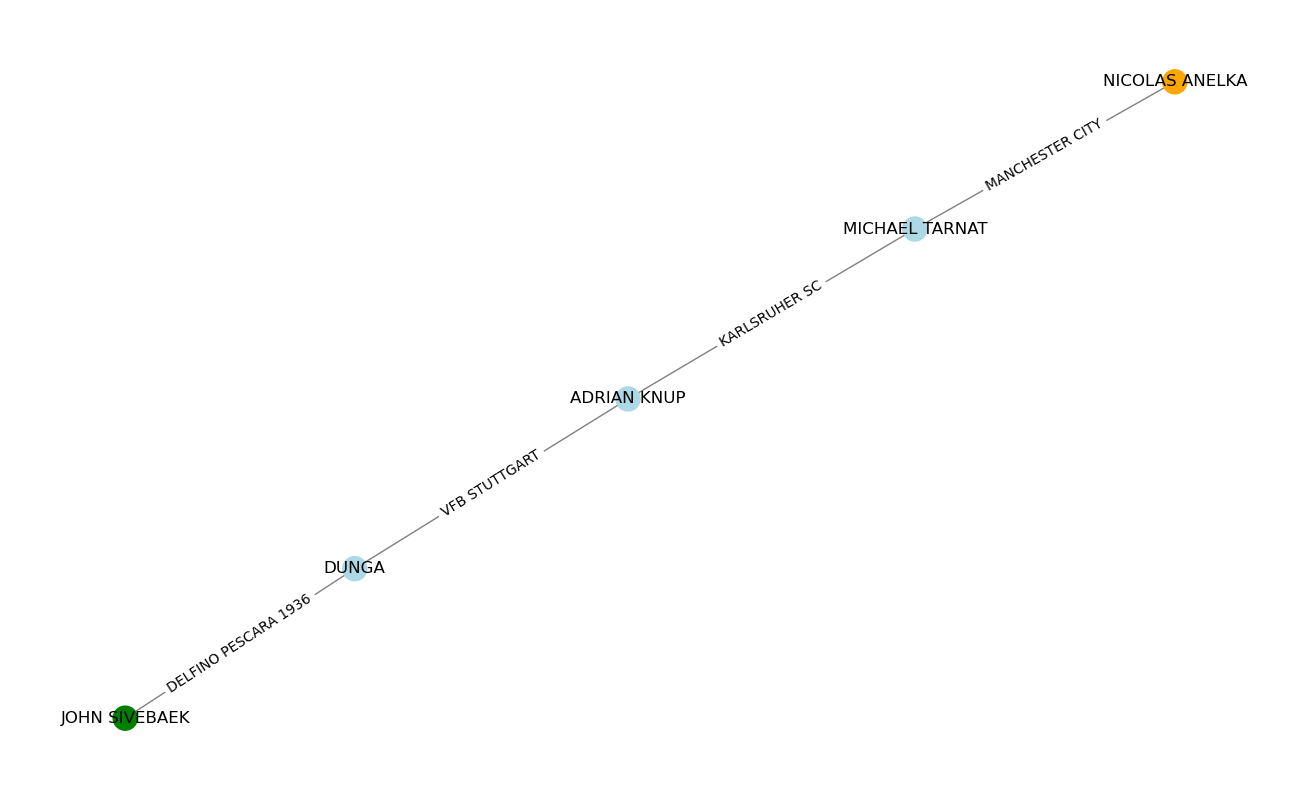 NICOLAS ANELKA
MANCHESTER CITY
MICHAEL TARNAT
KARLSRUHER SC
ADRIAN KNUP
VFB STUTTGART
DUNGA
DELFINO PESCARA 1936
JOHN SIVEBAEK